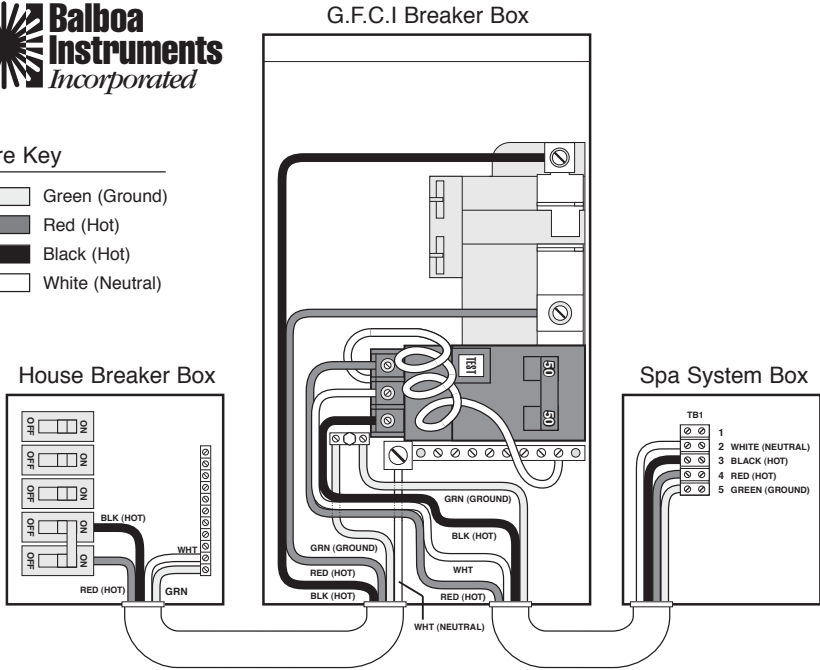 G.F.C.I Breaker Box
Balboa
Instruments
Incorporated
re Key
Green (Ground)
Red (Hot)
Black (Hot)
White (Neutral)
House Breaker Box
OFF
ON
OFF
ON
OFF
ON
OFF
ON
OFF
ON
BLK (HOT)
WHT
RED (HOT)
GRN
TEST
50
50
GRN (GROUND)
BLK (HOT)
GRN (GROUND)
WHT
RED (HOT)
BLK (HOT)
RED (HOT)
WHT (NEUTRAL)
Spa System Box
TB1
1
2 WHITE (NEUTRAL)
3 BLACK (HOT)
4 RED (HOT)
5 GREEN (GROUND)